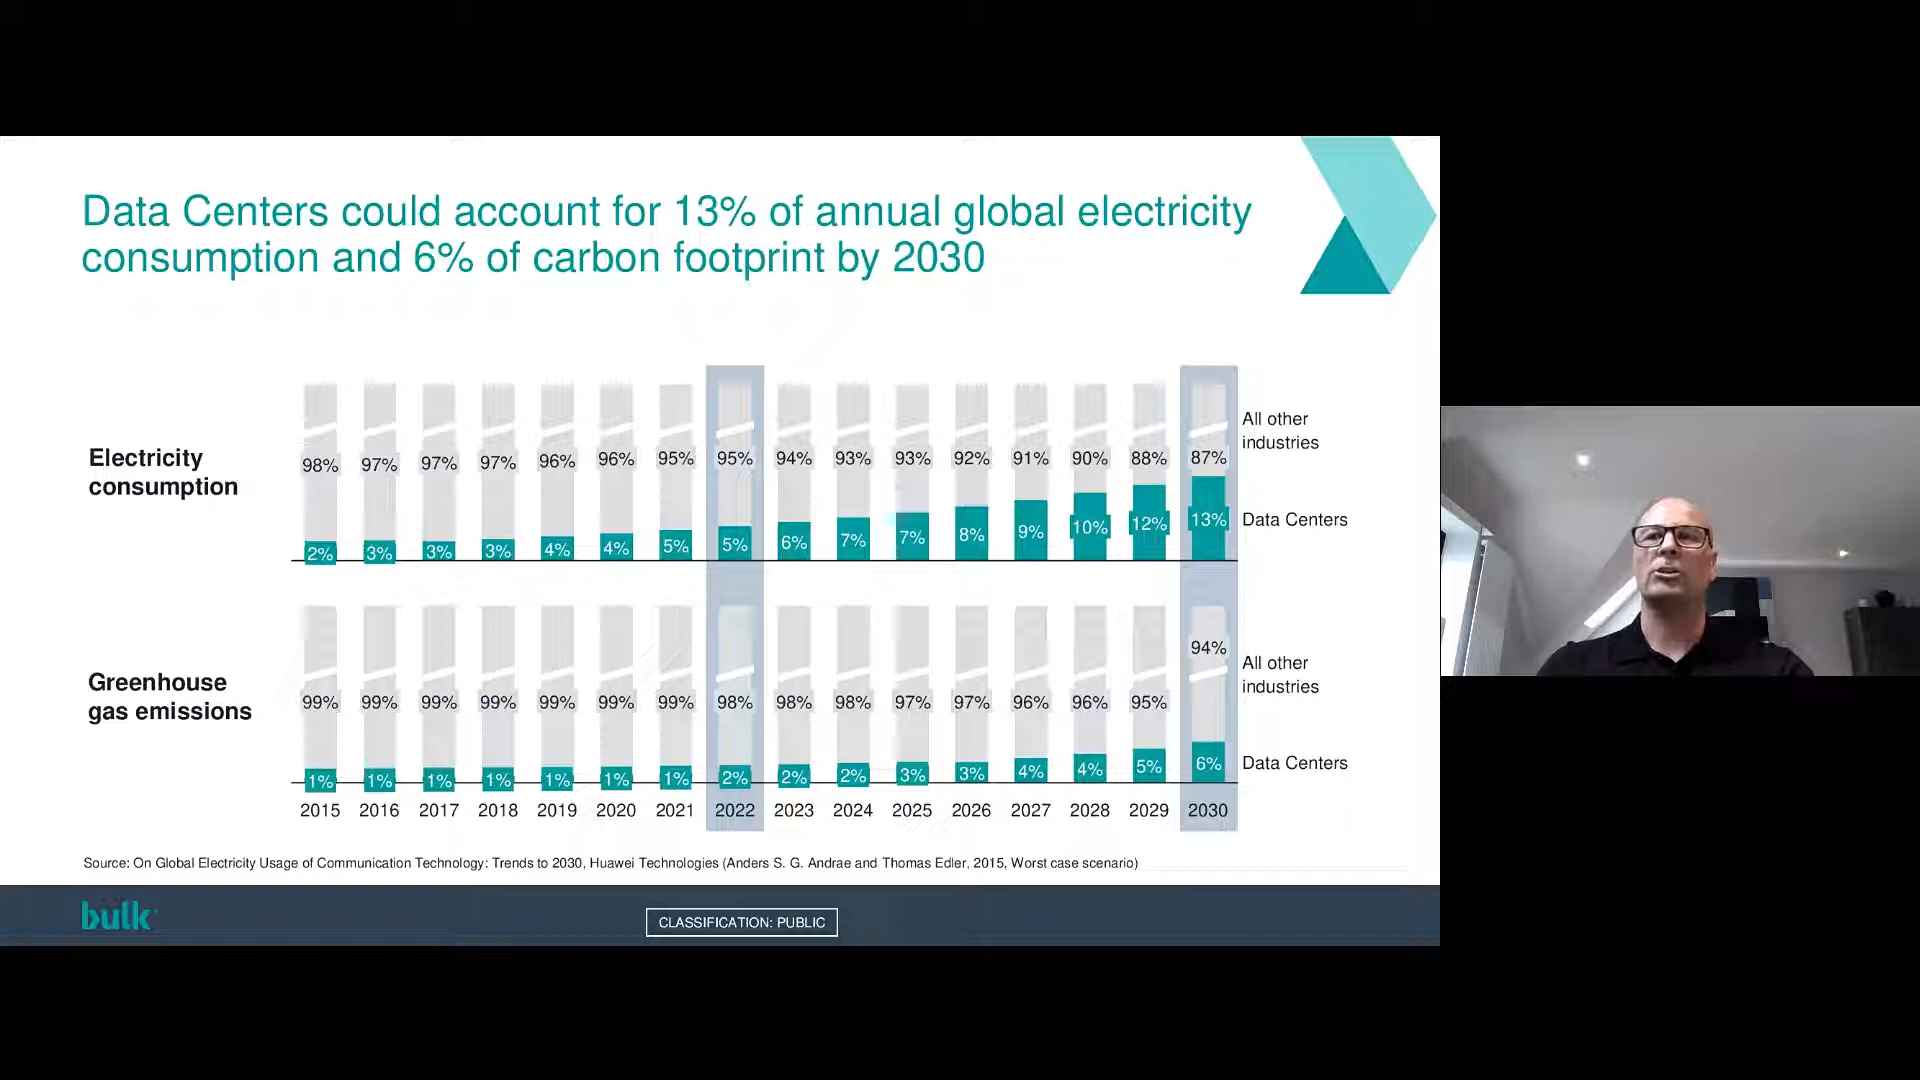 Data Centers could account for 13% of annual global electricity
consumption and 6% of carbon footprint by 2030
Electricity
consumption
98% 97% 97% 97% 96% 96% 95% 95% 94% 93% 93% 92% 91% 90% 88% 87%
All other
industries
2% 3% 3% 3% 4% 4% 5% 5% 6% 7% 7% 8% 9% 10% 12% 13%
Data Centers
Greenhouse
gas emissions
99% 99% 99% 99% 99% 99% 99% 98% 98% 98% 97% 97% 96% 96% 95% 94%
All other
industries
1% 1% 1% 1% 1% 1% 1% 2% 2% 2% 3% 3% 4% 4% 5% 6%
Data Centers
2015 2016 2017 2018 2019 2020 2021 2022 2023 2024 2025 2026 2027 2028 2029 2030
Source: On Global Electricity Usage of Communication Technology: Trends to 2030, Huawei Technologies (Anders S. G. Andrae and Thomas Edler, 2015, Worst case scenario)
bulk
CLASSIFICATION: PUBLIC